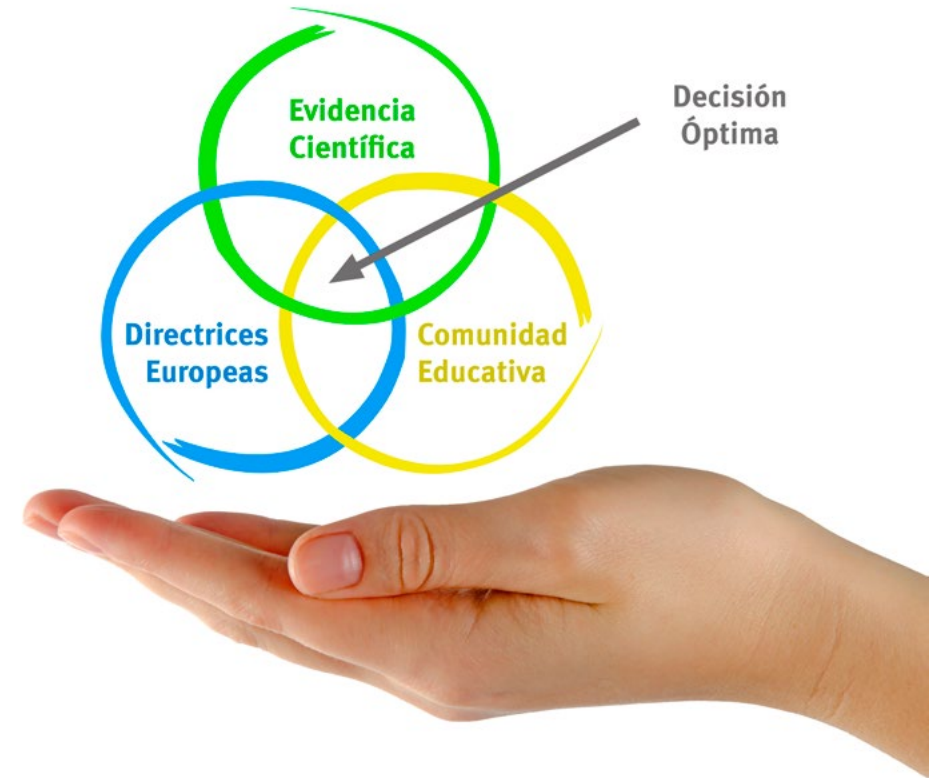 Evidencia
Científica
Decisión
Óptima
Directrices
Europeas
Comunidad
Educativa